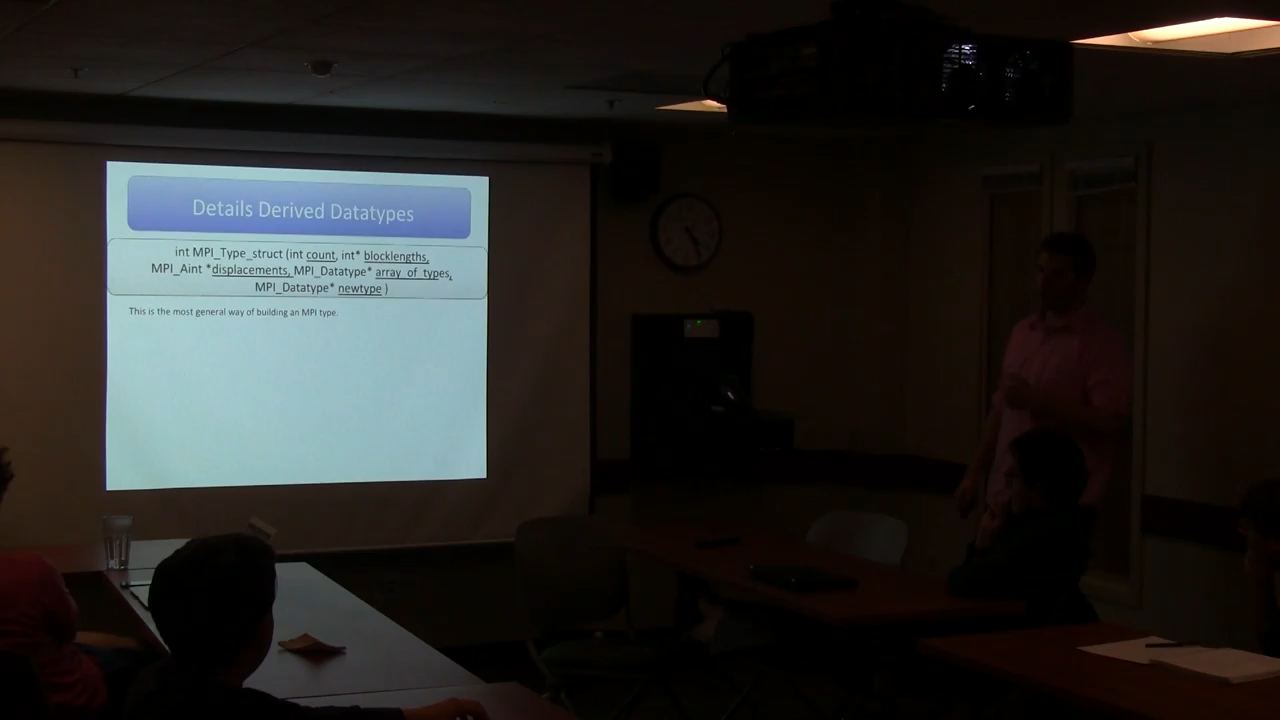 Details Derived Datatypes
int MPI_Type_struct (int count, int* blocklengths,
MPI_Aint *displacements, MPI_Datatype* array_of_types,
MPI_Datatype* newtype )
This is the most general way of building an MPI type.